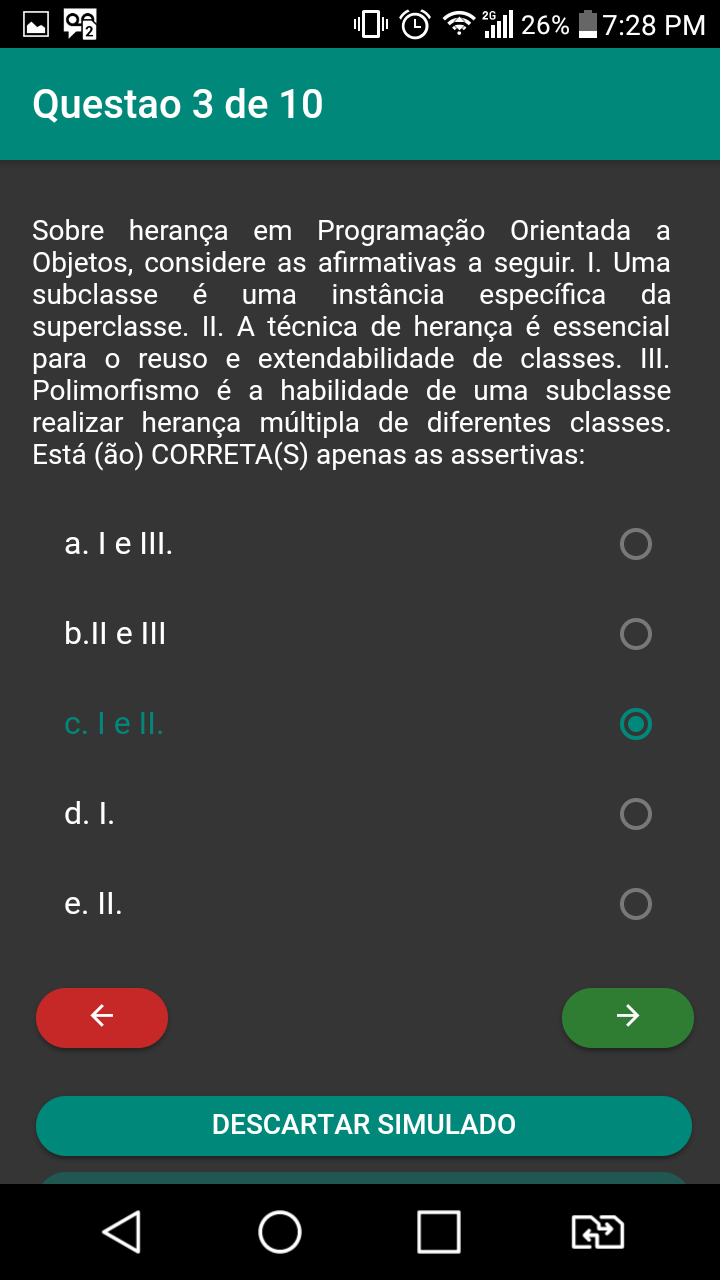 2
2G
26%
7:28 PM
Questao 3 de 10
Sobre herança em Programação Orientada a
Objetos, considere as afirmativas a seguir. I. Uma
subclasse é uma instância específica da
superclasse. II. A técnica de herança é essencial
para o reuso e extendabilidade de classes. III.
Polimorfismo é a habilidade de uma subclasse
realizar herança múltipla de diferentes classes.
Está (ão) CORRETA(S) apenas as assertivas:
a. I e III.
b.II e III
c. I e II.
d. I.
e. II.
DESCARTAR SIMULADO